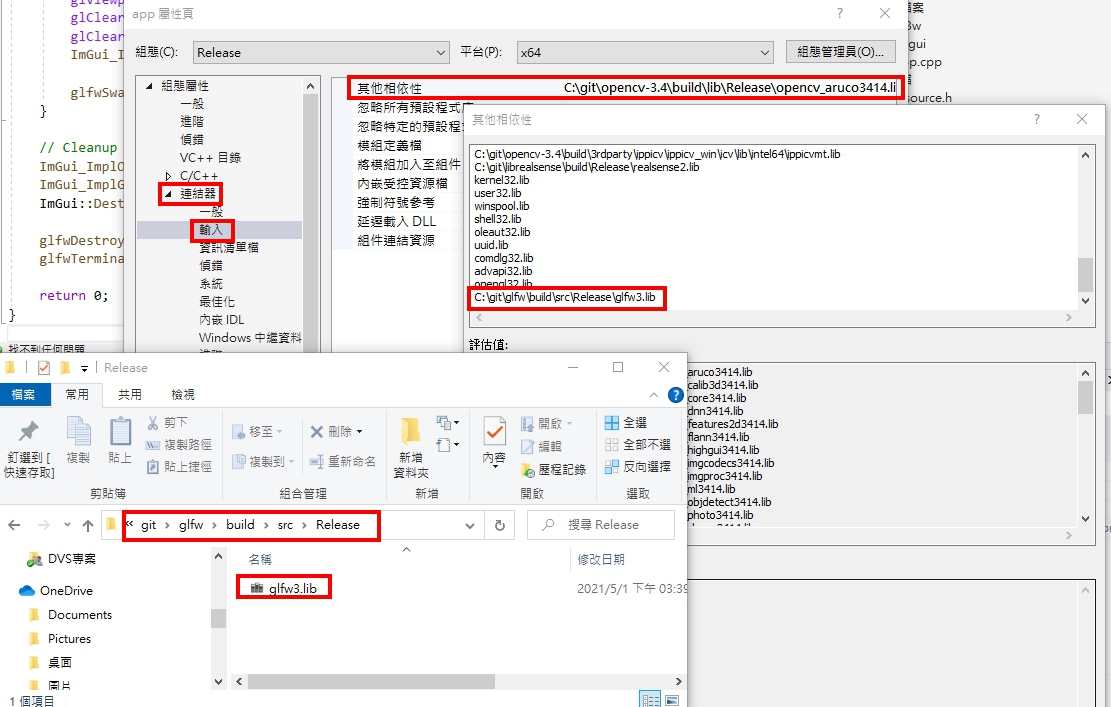 glClear
glClear
ImGui_I
glfwSwa
}
// Cleanup
ImGui_ImplO
ImGui_ImplG
ImGui::Dest
glfwDestroy
glfwTermina
return 0;
}
找不到任何問題
app 屬性頁
?
組態(C):
Release
平台(P):
x64
組態管理員(O)...
組態屬性
一般
進階
偵錯
VC++ 目錄
C/C++
連結器
一般
輸入
資訊清單檔
偵錯
系統
最佳化
內嵌 IDL
Windows 中繼資料
其他相依性
C:\git\opencv-3.4\build\lib\Release\opencv_aruco3414.li
忽略所有預設程式庫
忽略特定的預設程式
模組定義檔
將模組加入至組件
內嵌受控資源檔
強制符號參考
延遲載入 DLL
組件連結資源
檔案
3w
gui
pp.cpp
source.h
其他相依性
?
C:\git\opencv-3.4\build\3rdparty\ippicv\ippicv_win\icv\lib\intel64\ippicvmt.lib
C:\git\librealsense\build\Release\realsense2.lib
kernel32.lib
user32.lib
winspool.lib
shell32.lib
oleaut32.lib
uuid.lib
comdlg32.lib
advapi32.lib
opengl32.lib
C:\git\glfw\build\src\Release\glfw3.lib
評估值:
aruco3414.lib
calib3d3414.lib
core3414.lib
dnn3414.lib
features2d3414.lib
flann3414.lib
highgui3414.lib
imgcodecs3414.lib
imgproc3414.lib
ml3414.lib
objdetect3414.lib
photo3414.lib
Release
檔案
常用
共用
檢視
?
釘選到 [
快速存取]
複製
貼上
剪下
複製路徑
貼上捷徑
剪貼簿
移至
複製到
刪除
重新命名
組合管理
新增
資料夾
新增
內容
開啟
編輯
歷程記錄
開啟
全選
全部不選
反向選擇
選取
« git › glfw › build › src › Release
搜尋 Release
DVS專案
OneDrive
Documents
Pictures
桌面
圖片
名稱
修改日期
glfw3.lib
2021/5/1 下午 03:39
1 個項目